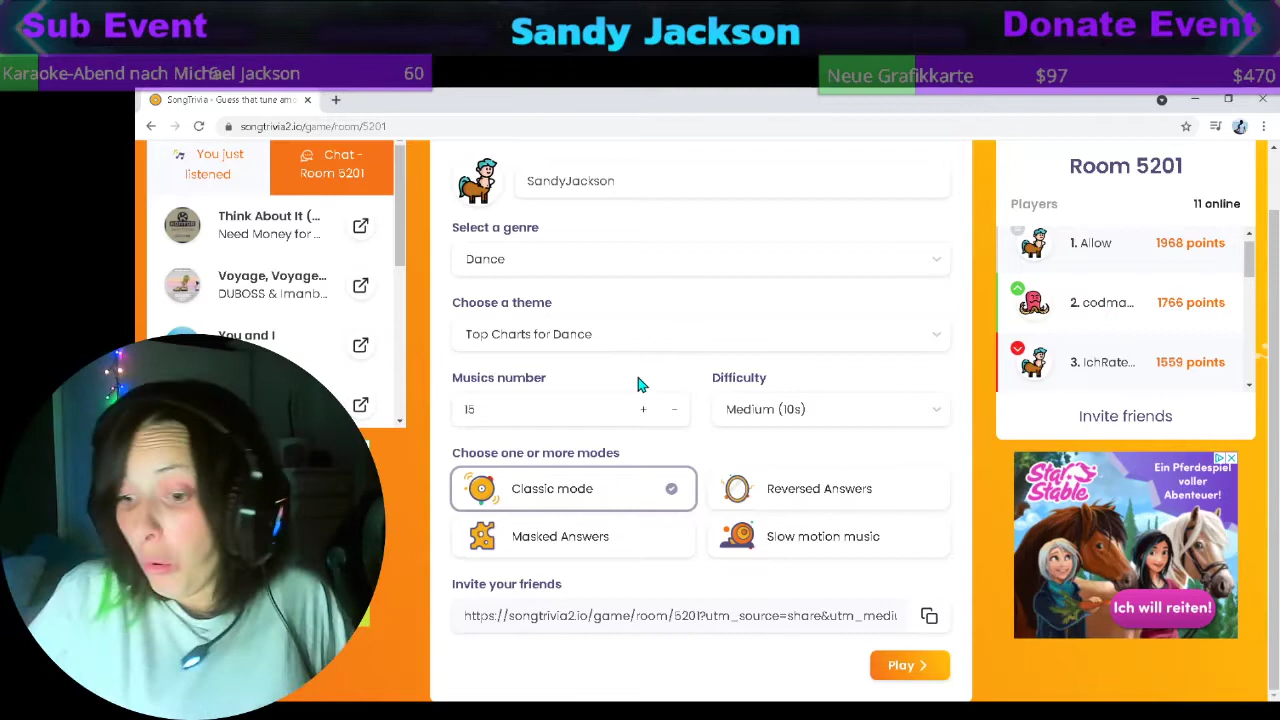 Sub Event
Sandy Jackson
Donate Event
Karaoke-Abend nach Michael Jackson
60
Neue Grafikkarte
$97
$470
SongTrivia - Guess that tune amo
songtrivia2.io/game/room/5201
You just
listened
Chat -
Room 5201
Think About It (...
Need Money for ...
Voyage, Voyage...
DUBOSS & Imanb...
You and I
SandyJackson
Select a genre
Dance
Choose a theme
Top Charts for Dance
Musics number
Difficulty
15
+
-
Medium (10s)
Choose one or more modes
Classic mode
Reversed Answers
Masked Answers
Slow motion music
Invite your friends
https://songtrivia2.io/game/room/5201?utm_source=share&utm_mediu
Play
Room 5201
Players
11 online
1. Allow
1968 points
2. codma...
1766 points
3. IchRate...
1559 points
Invite friends
Star
Stable
Ein Pferdespiel
voller
Abenteuer!
Ich will reiten!